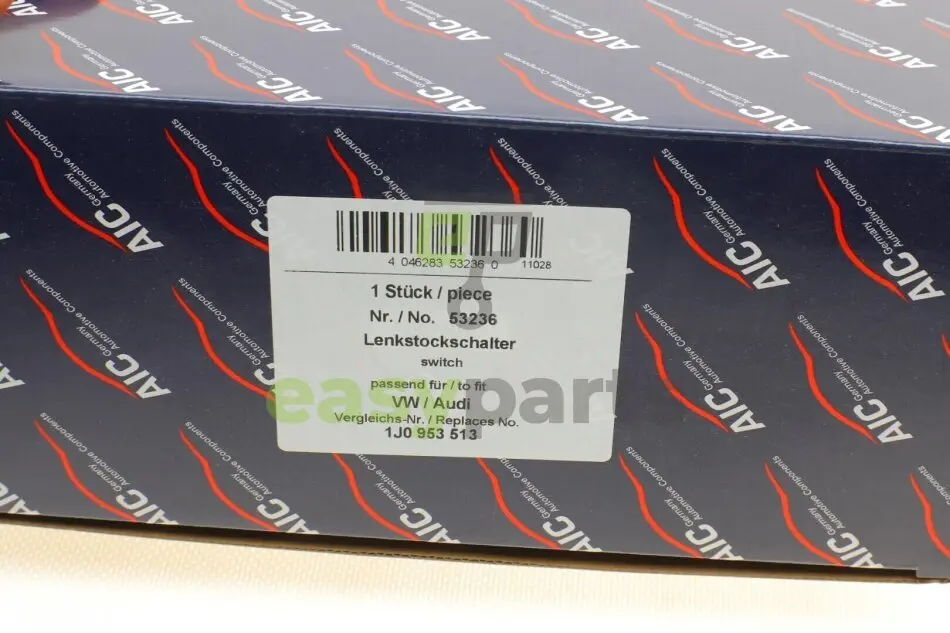 4 046283 53236 0 11028
1 Stück / piece
Nr. / No. 53236
Lenkstockschalter
switch
passend für / to fit
VW / Audi
Vergleichs-Nr. / Replaces No.
1J0 953 513
easypart
AIC Germany
Automotive Components